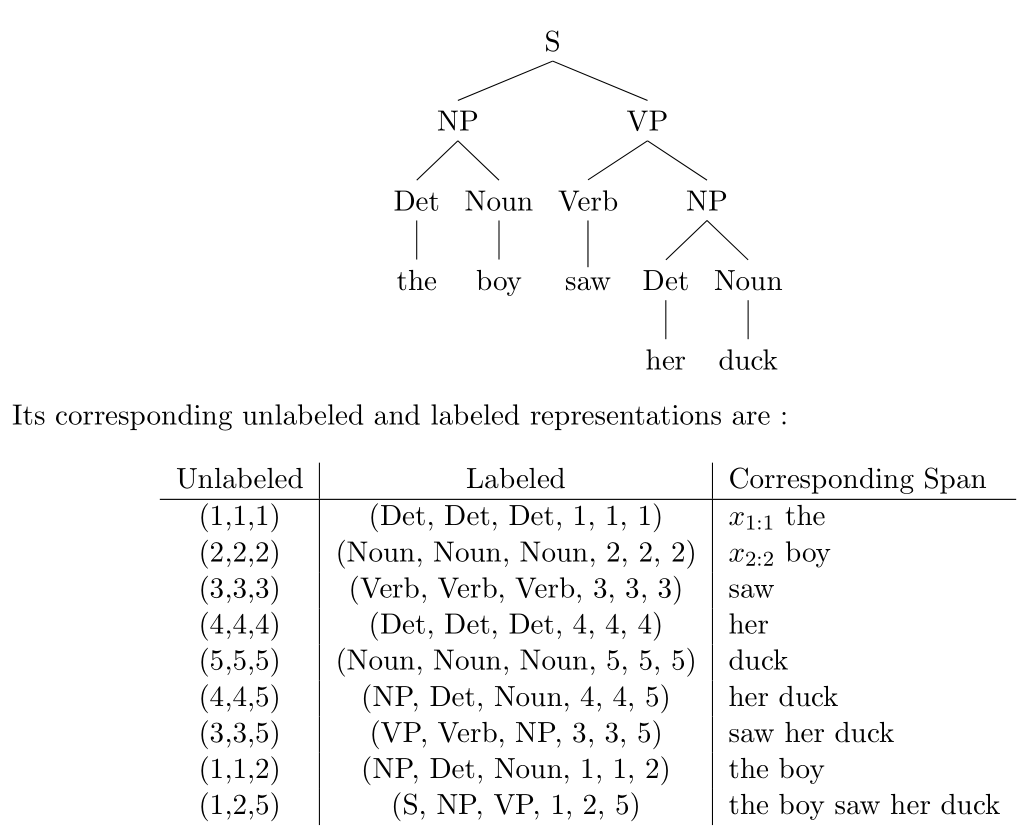 S
NP VP
Det Noun Verb NP
the boy saw Det Noun
her duck
Its corresponding unlabeled and labeled representations are :
Unlabeled Labeled Corresponding Span
(1,1,1) (Det, Det, Det, 1, 1, 1) x1:1 the
(2,2,2) (Noun, Noun, Noun, 2, 2, 2) x2:2 boy
(3,3,3) (Verb, Verb, Verb, 3, 3, 3) saw
(4,4,4) (Det, Det, Det, 4, 4, 4) her
(5,5,5) (Noun, Noun, Noun, 5, 5, 5) duck
(4,4,5) (NP, Det, Noun, 4, 4, 5) her duck
(3,3,5) (VP, Verb, NP, 3, 3, 5) saw her duck
(1,1,2) (NP, Det, Noun, 1, 1, 2) the boy
(1,2,5) (S, NP, VP, 1, 2, 5) the boy saw her duck